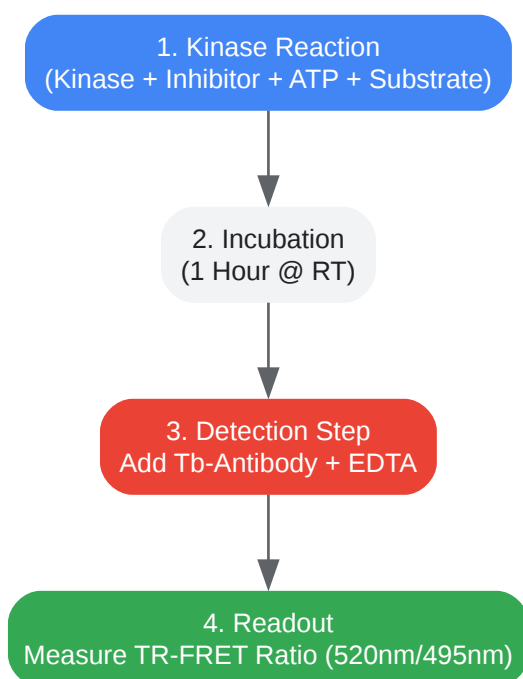 1. Kinase Reaction
(Kinase + Inhibitor + ATP + Substrate)
2. Incubation
(1 Hour @ RT)
3. Detection Step
Add Tb-Antibody + EDTA
4. Readout
Measure TR-FRET Ratio (520nm/495nm)